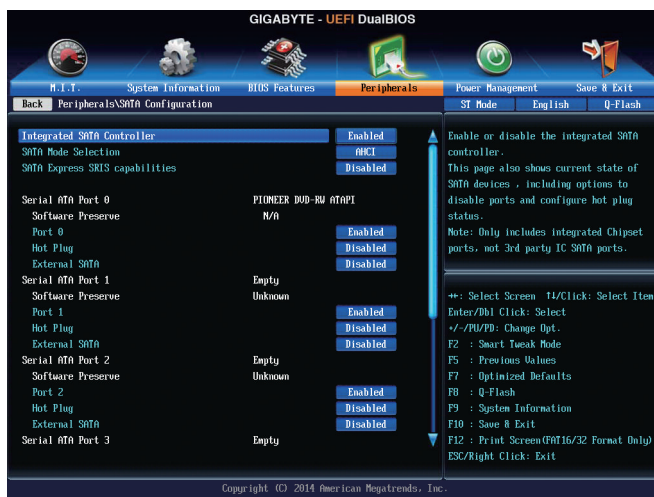 GIGABYTE - UEFI DualBIOS
M.I.T. System Information BIOS Features Peripherals Power Management Save & Exit
Back Peripherals\SATA Configuration ST Mode English Q-Flash
Integrated SATA Controller Enabled
SATA Mode Selection AHCI
SATA Express SRIS capabilities Disabled
Serial ATA Port 0 PIONEER DVD-RW ATAPI
Software Preserve N/A
Port 0 Enabled
Hot Plug Disabled
External SATA Disabled
Serial ATA Port 1 Empty
Software Preserve Unknown
Port 1 Enabled
Hot Plug Disabled
External SATA Disabled
Serial ATA Port 2 Empty
Software Preserve Unknown
Port 2 Enabled
Hot Plug Disabled
External SATA Disabled
Serial ATA Port 3 Empty
Enable or disable the integrated SATA
controller.
This page also shows current state of
SATA devices , including options to
disable ports and configure hot plug
status.
Note: Only includes integrated Chipset
ports, not 3rd party IC SATA ports.
↔: Select Screen ↑↓/Click: Select Item
Enter/Dbl Click: Select
+/-/PU/PD: Change Opt.
F2 : Smart Tweak Mode
F5 : Previous Values
F7 : Optimized Defaults
F8 : Q-Flash
F9 : System Information
F10 : Save & Exit
F12 : Print Screen(FAT16/32 Format Only)
ESC/Right Click: Exit
Copyright (C) 2014 American Megatrends, Inc.